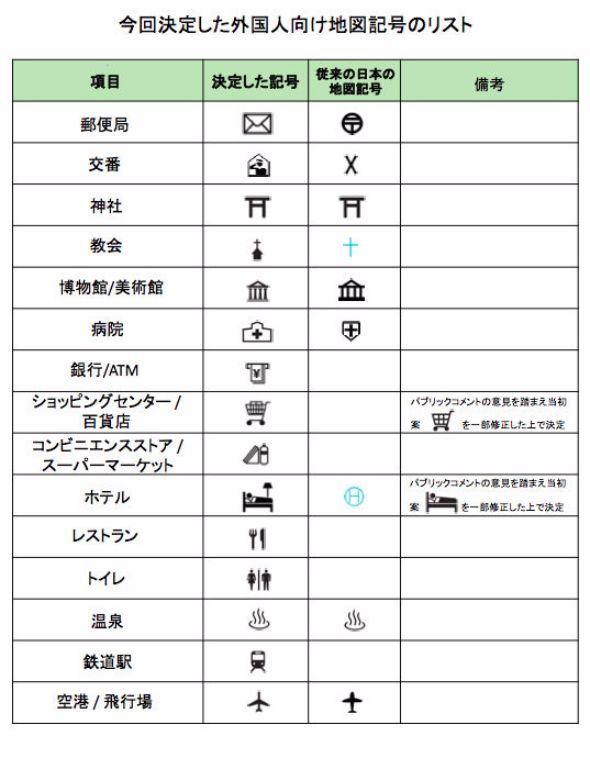 今回決定した外国人向け地図記号のリスト
項目
決定した記号
従来の日本の
地図記号
備考
郵便局
交番
神社
教会
博物館/美術館
病院
銀行/ATM
ショッピングセンター /
百貨店
パブリックコメントの意見を踏まえ当初
案 を一部修正した上で決定
コンビニエンスストア /
スーパーマーケット
ホテル
パブリックコメントの意見を踏まえ当初
案 を一部修正した上で決定
レストラン
トイレ
温泉
鉄道駅
空港 / 飛行場